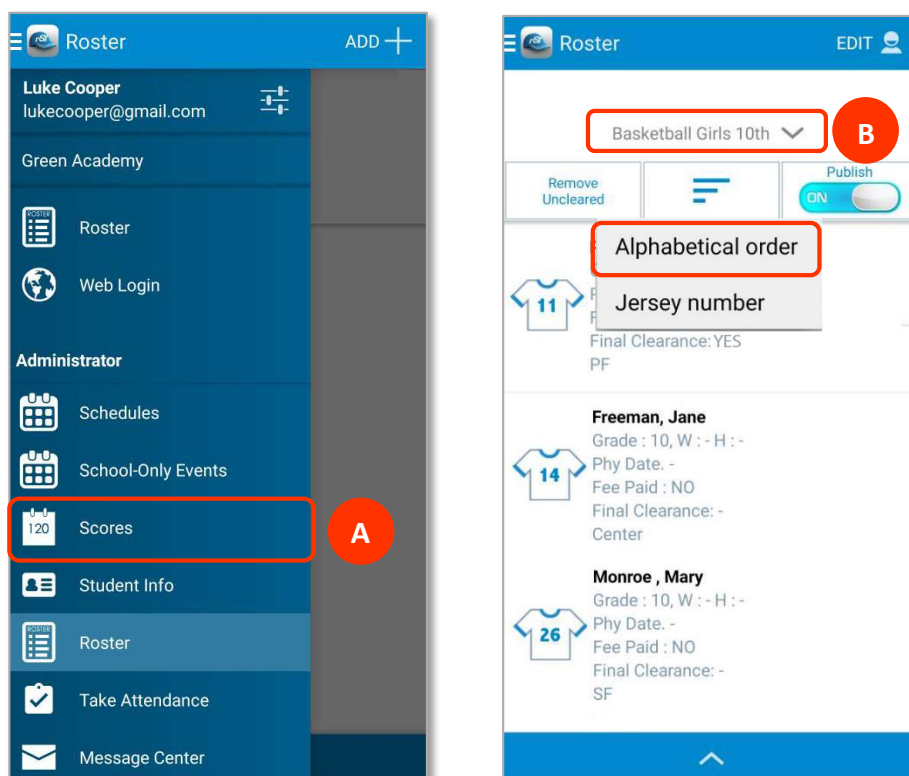 Roster
ADD
Luke Cooper
lukecooper@gmail.com
Green Academy
ROSTER
Roster
Web Login
Administrator
Schedules
School-Only Events
120
Scores
A
Student Info
ROSTER
Roster
Take Attendance
Message Center
Roster
EDIT
Basketball Girls 10th
B
Remove
Uncleared
Publish
ON
Alphabetical order
Jersey number
11
Final Clearance: YES
PF
Freeman, Jane
Grade : 10, W : - H : -
14
Phy Date. -
Fee Paid : NO
Final Clearance: -
Center
Monroe , Mary
Grade : 10, W : - H : -
26
Phy Date. -
Fee Paid : NO
Final Clearance: -
SF